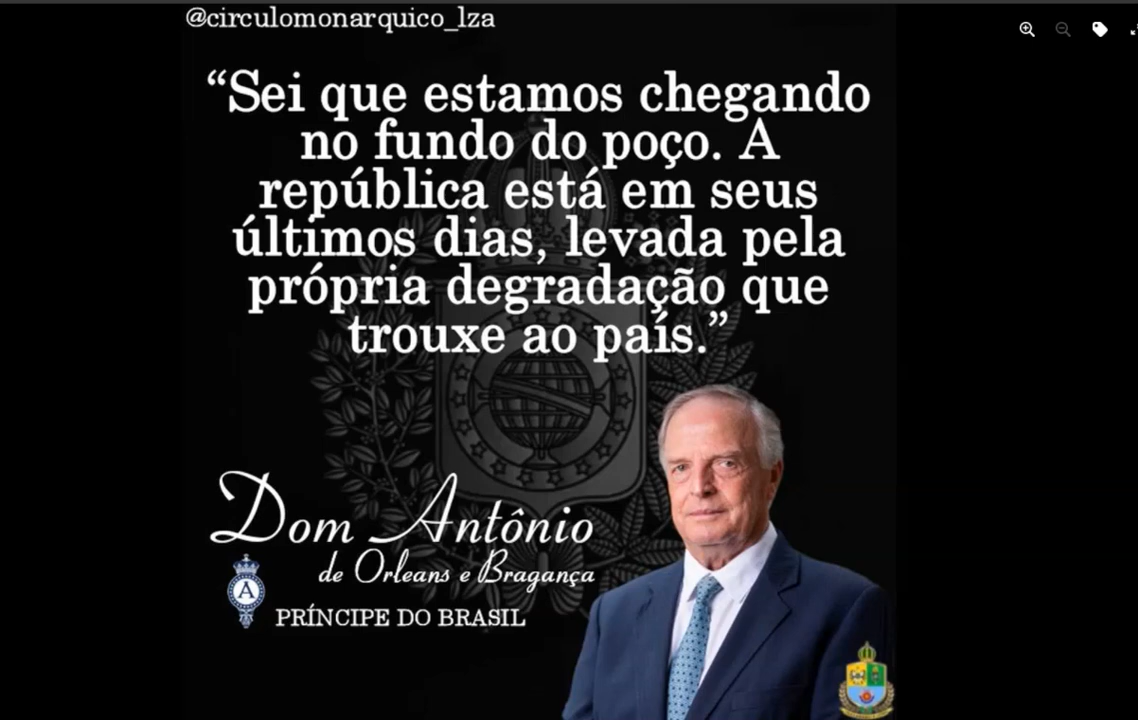 @circulomonarquico_lza
“Sei que estamos chegando
no fundo do poço. A
república está em seus
últimos dias, levada pela
própria degradação que
trouxe ao país.”
Dom Antônio
de Orleans e Bragança
A
PRÍNCIPE DO BRASIL